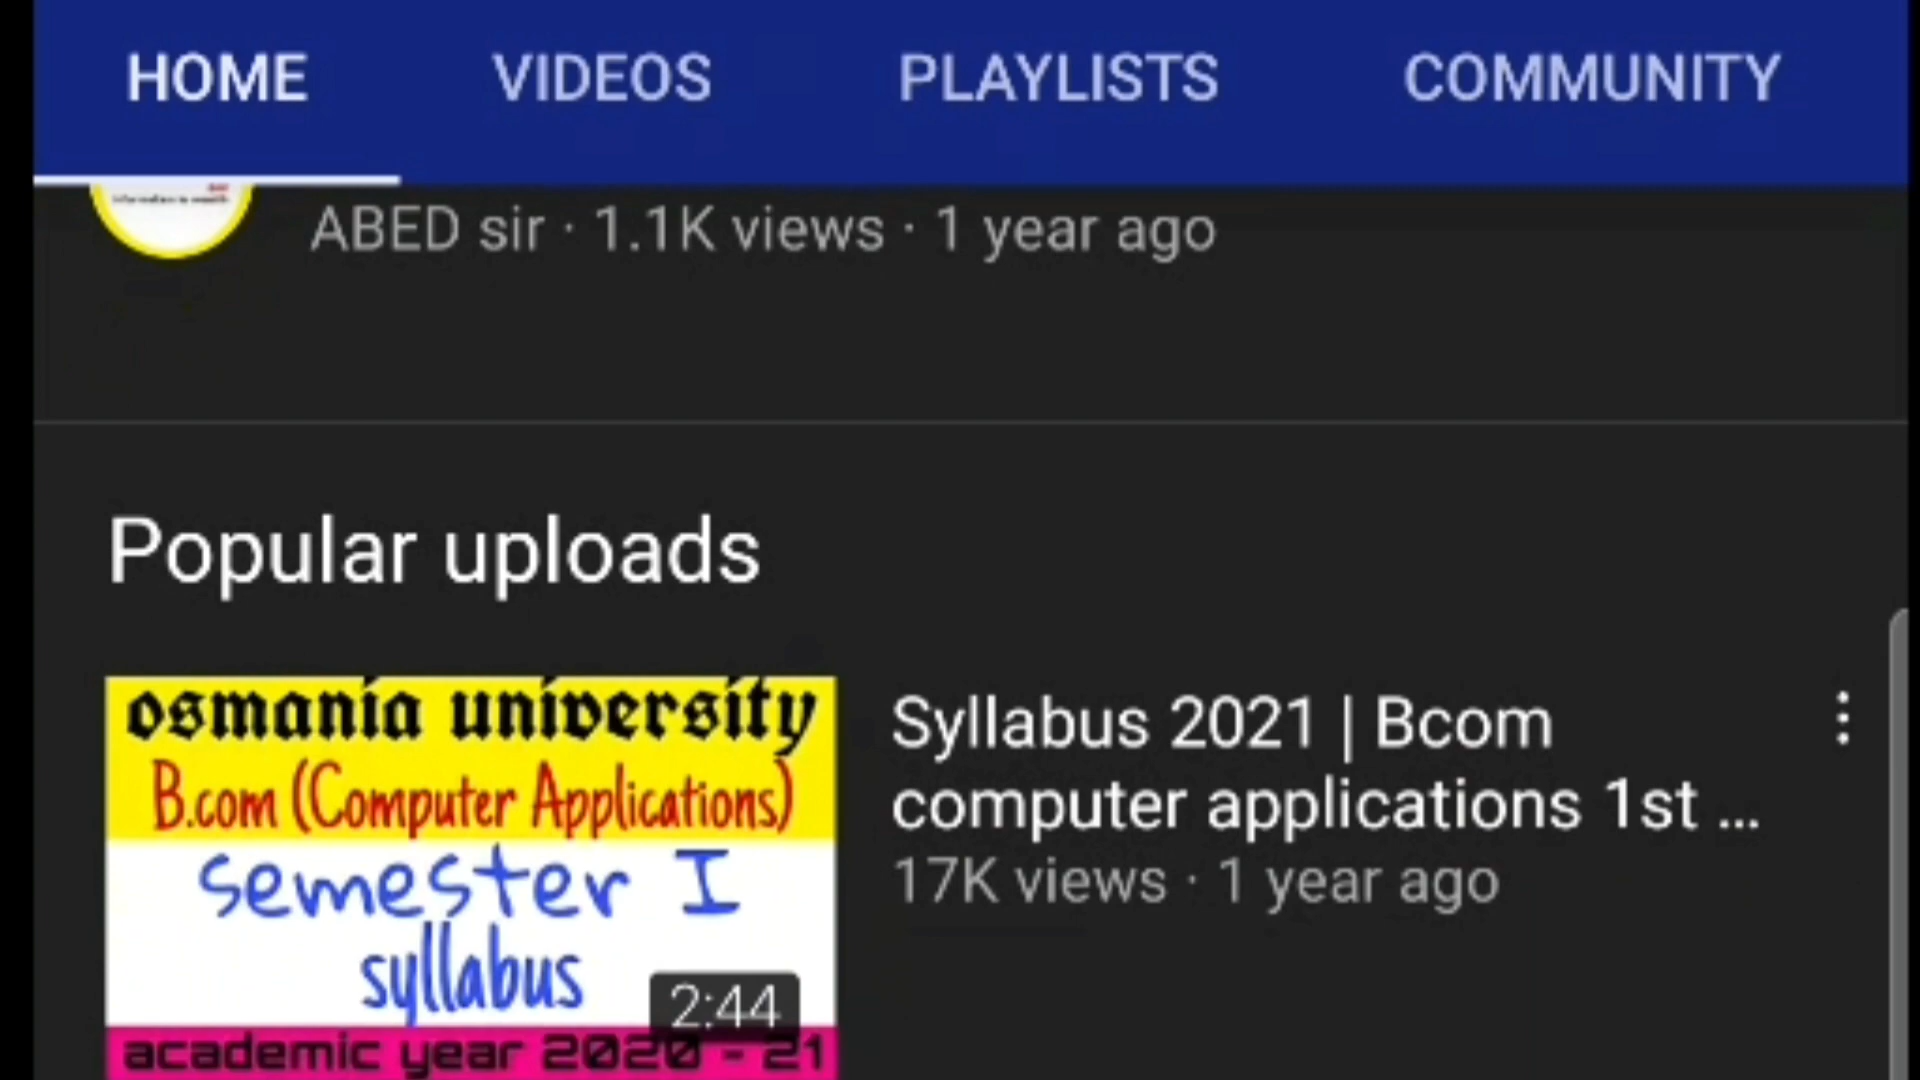 HOME VIDEOS PLAYLISTS COMMUNITY
ABED sir · 1.1K views · 1 year ago
Popular uploads
osmania university
B.com (Computer Applications)
semester I
syllabus
2:44
academic year 2020 - 21
Syllabus 2021 | Bcom
computer applications 1st ...
17K views · 1 year ago